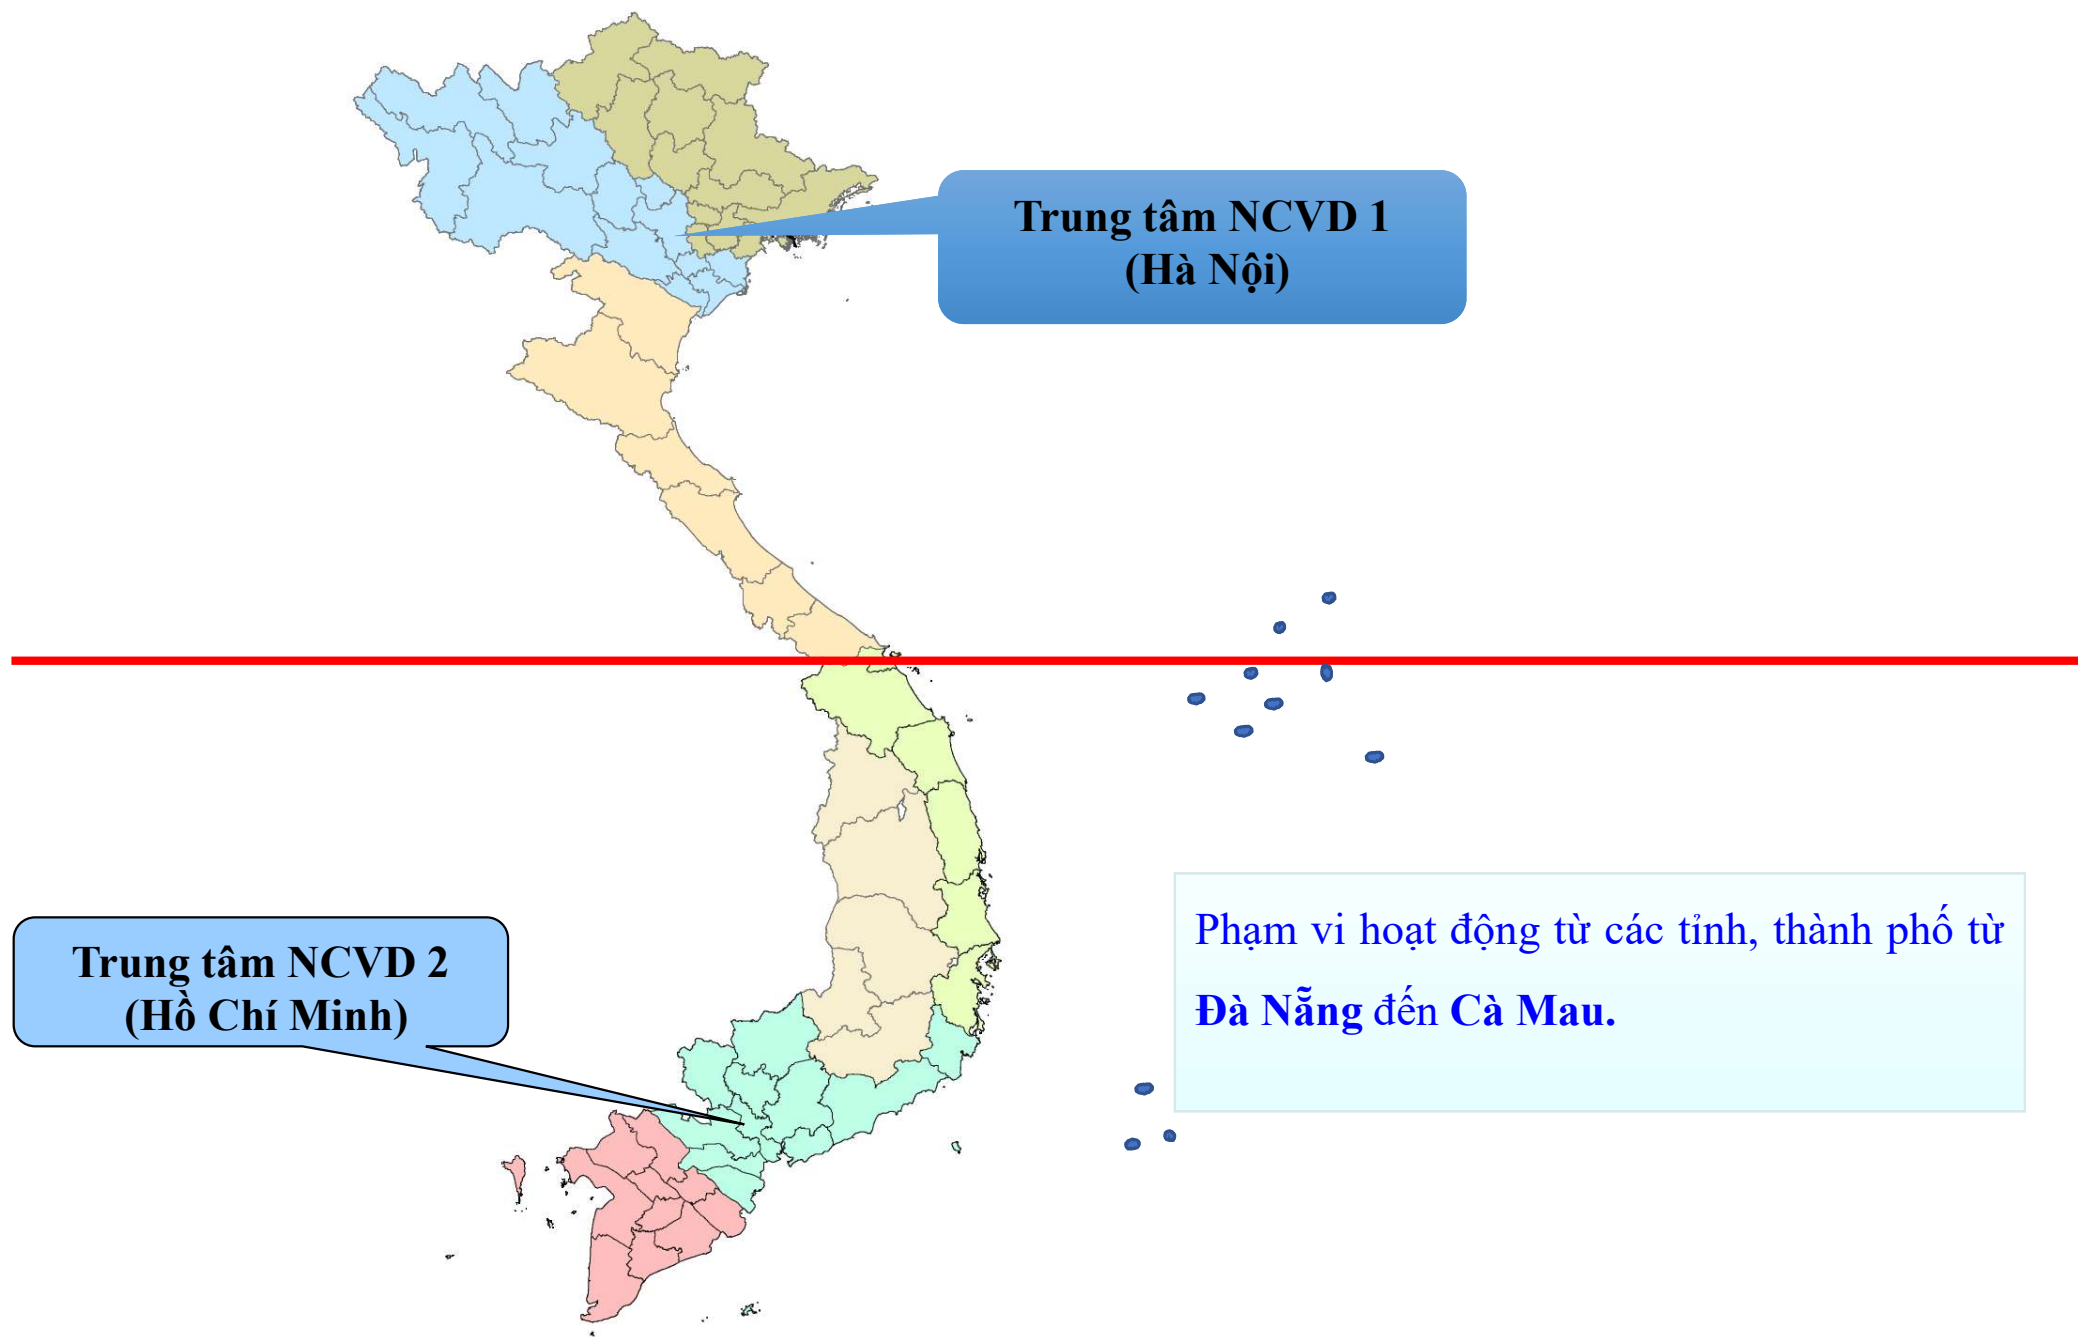 Trung tâm NCVD 1
(Hà Nội)
Trung tâm NCVD 2
(Hồ Chí Minh)
Phạm vi hoạt động từ các tỉnh, thành phố từ
Đà Nẵng đến Cà Mau.